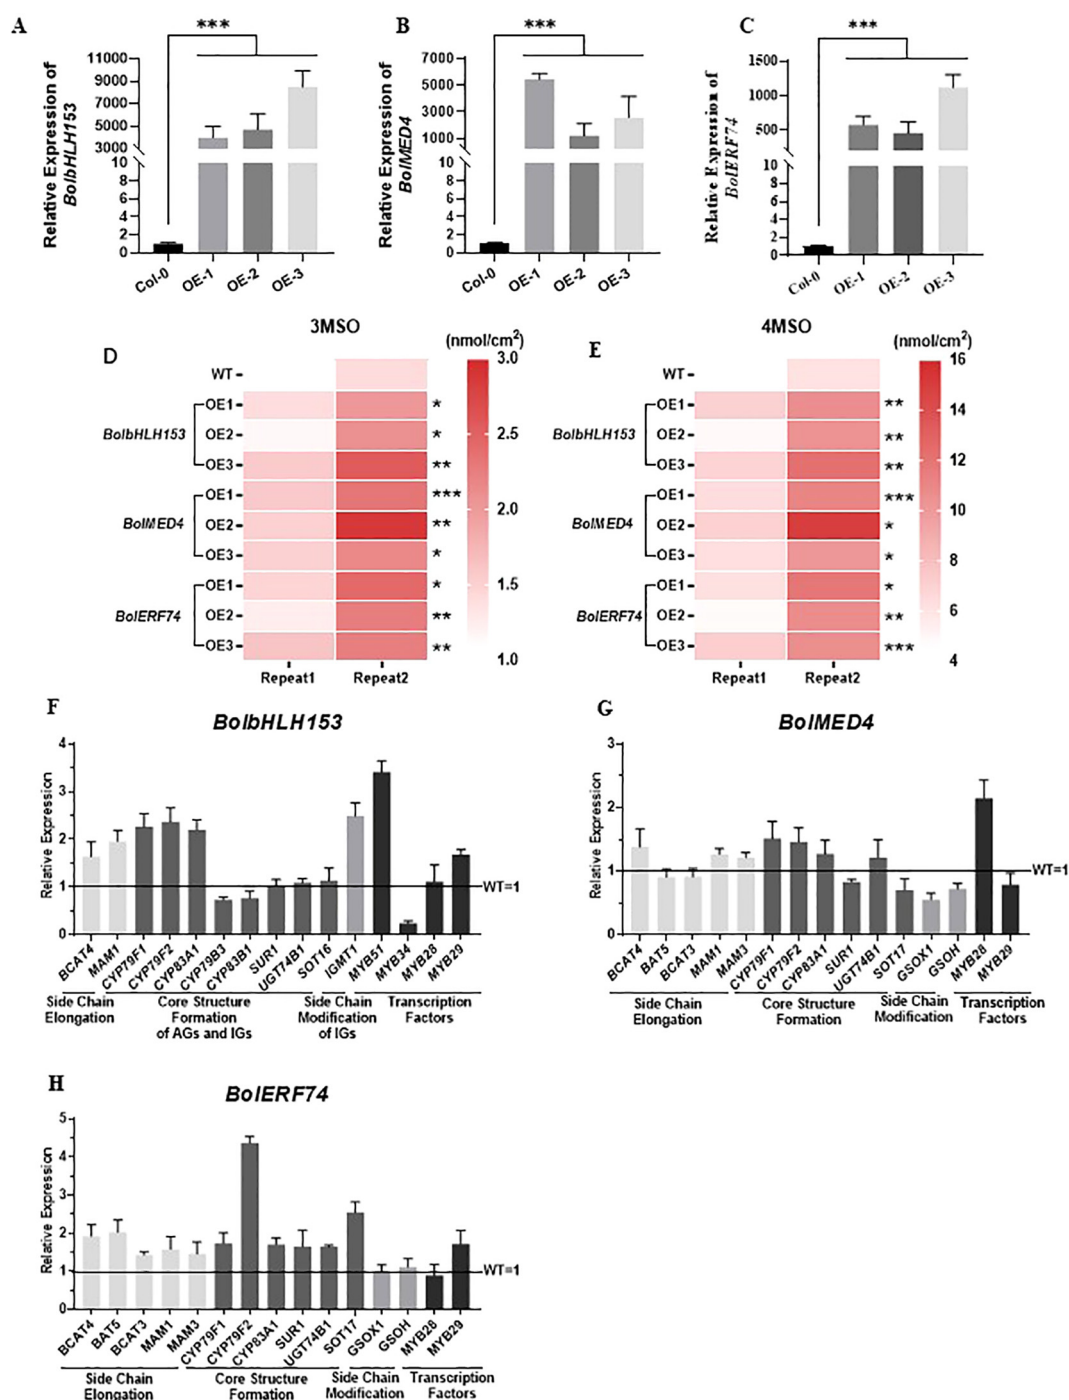 A
***
Relative Expression of
BolbHLH153
11000
9000
7000
5000
3000
10
8
6
4
2
0
Col-0
OE-1
OE-2
OE-3
B
***
Relative Expression of
BolMED4
7000
5000
3000
1000
10
8
6
4
2
0
Col-0
OE-1
OE-2
OE-3
C
***
Relative Expression of
BolERF74
1500
1000
500
10
8
6
4
2
0
Col-0
OE-1
OE-2
OE-3
D
3MSO
(nmol/cm2)
WT
BolbHLH153
OE1 *
OE2 *
OE3 **
BolMED4
OE1 ***
OE2 **
OE3 *
BolERF74
OE1 *
OE2 **
OE3 **
Repeat1 Repeat2
3.0
2.5
2.0
1.5
1.0
E
4MSO
(nmol/cm2)
WT
BolbHLH153
OE1 **
OE2 **
OE3 **
BolMED4
OE1 ***
OE2 *
OE3 *
BolERF74
OE1 *
OE2 **
OE3 ***
Repeat1 Repeat2
16
14
12
10
8
6
4
F
BolbHLH153
Relative Expression
4
3
2
1
0
WT=1
BCAT4
MAM1
CYP79F1
CYP79F2
CYP83A1
CYP79B3
CYP83B1
SUR1
UGT74B1
SOT16
IGMT1
MYB51
MYB34
MYB28
MYB29
Side Chain
Elongation
Core Structure
Formation
of AGs and IGs
Side Chain
Modification
of IGs
Transcription
Factors
G
BolMED4
Relative Expression
3
2
1
0
WT=1
BCAT4
BAT5
BCAT3
MAM1
MAM3
CYP79F1
CYP79F2
CYP83A1
SUR1
UGT74B1
SOT17
GSOX1
GSOH
MYB28
MYB29
Side Chain
Elongation
Core Structure
Formation
Side Chain
Modification
Transcription
Factors
H
BolERF74
Relative Expression
5
4
3
2
1
0
WT=1
BCAT4
BAT5
BCAT3
MAM1
MAM3
CYP79F1
CYP79F2
CYP83A1
SUR1
UGT74B1
SOT17
GSOX1
GSOH
MYB28
MYB29
Side Chain
Elongation
Core Structure
Formation
Side Chain
Modification
Transcription
Factors